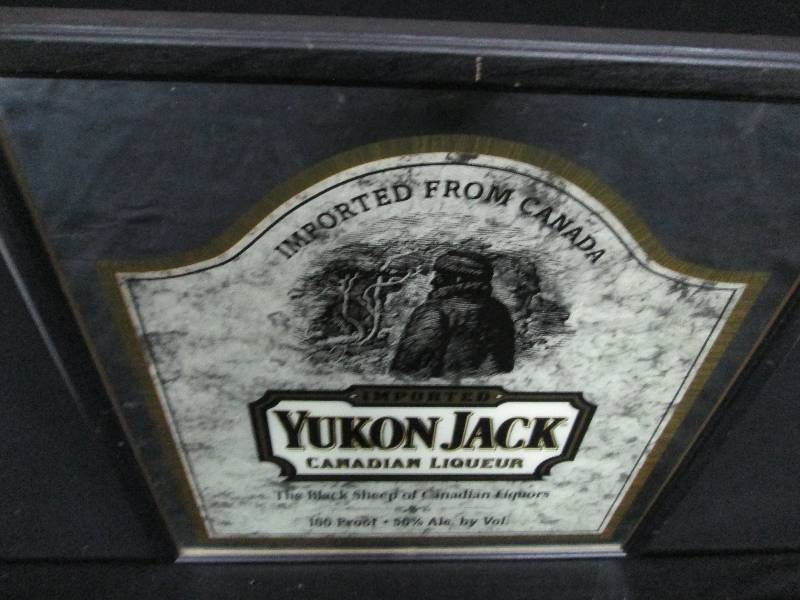 IMPORTED FROM CANADA
IMPORTED
YUKON JACK
CANADIAN LIQUEUR
The Black Sheep of Canadian Liquors
100 Proof • 50% Alc. by Vol.